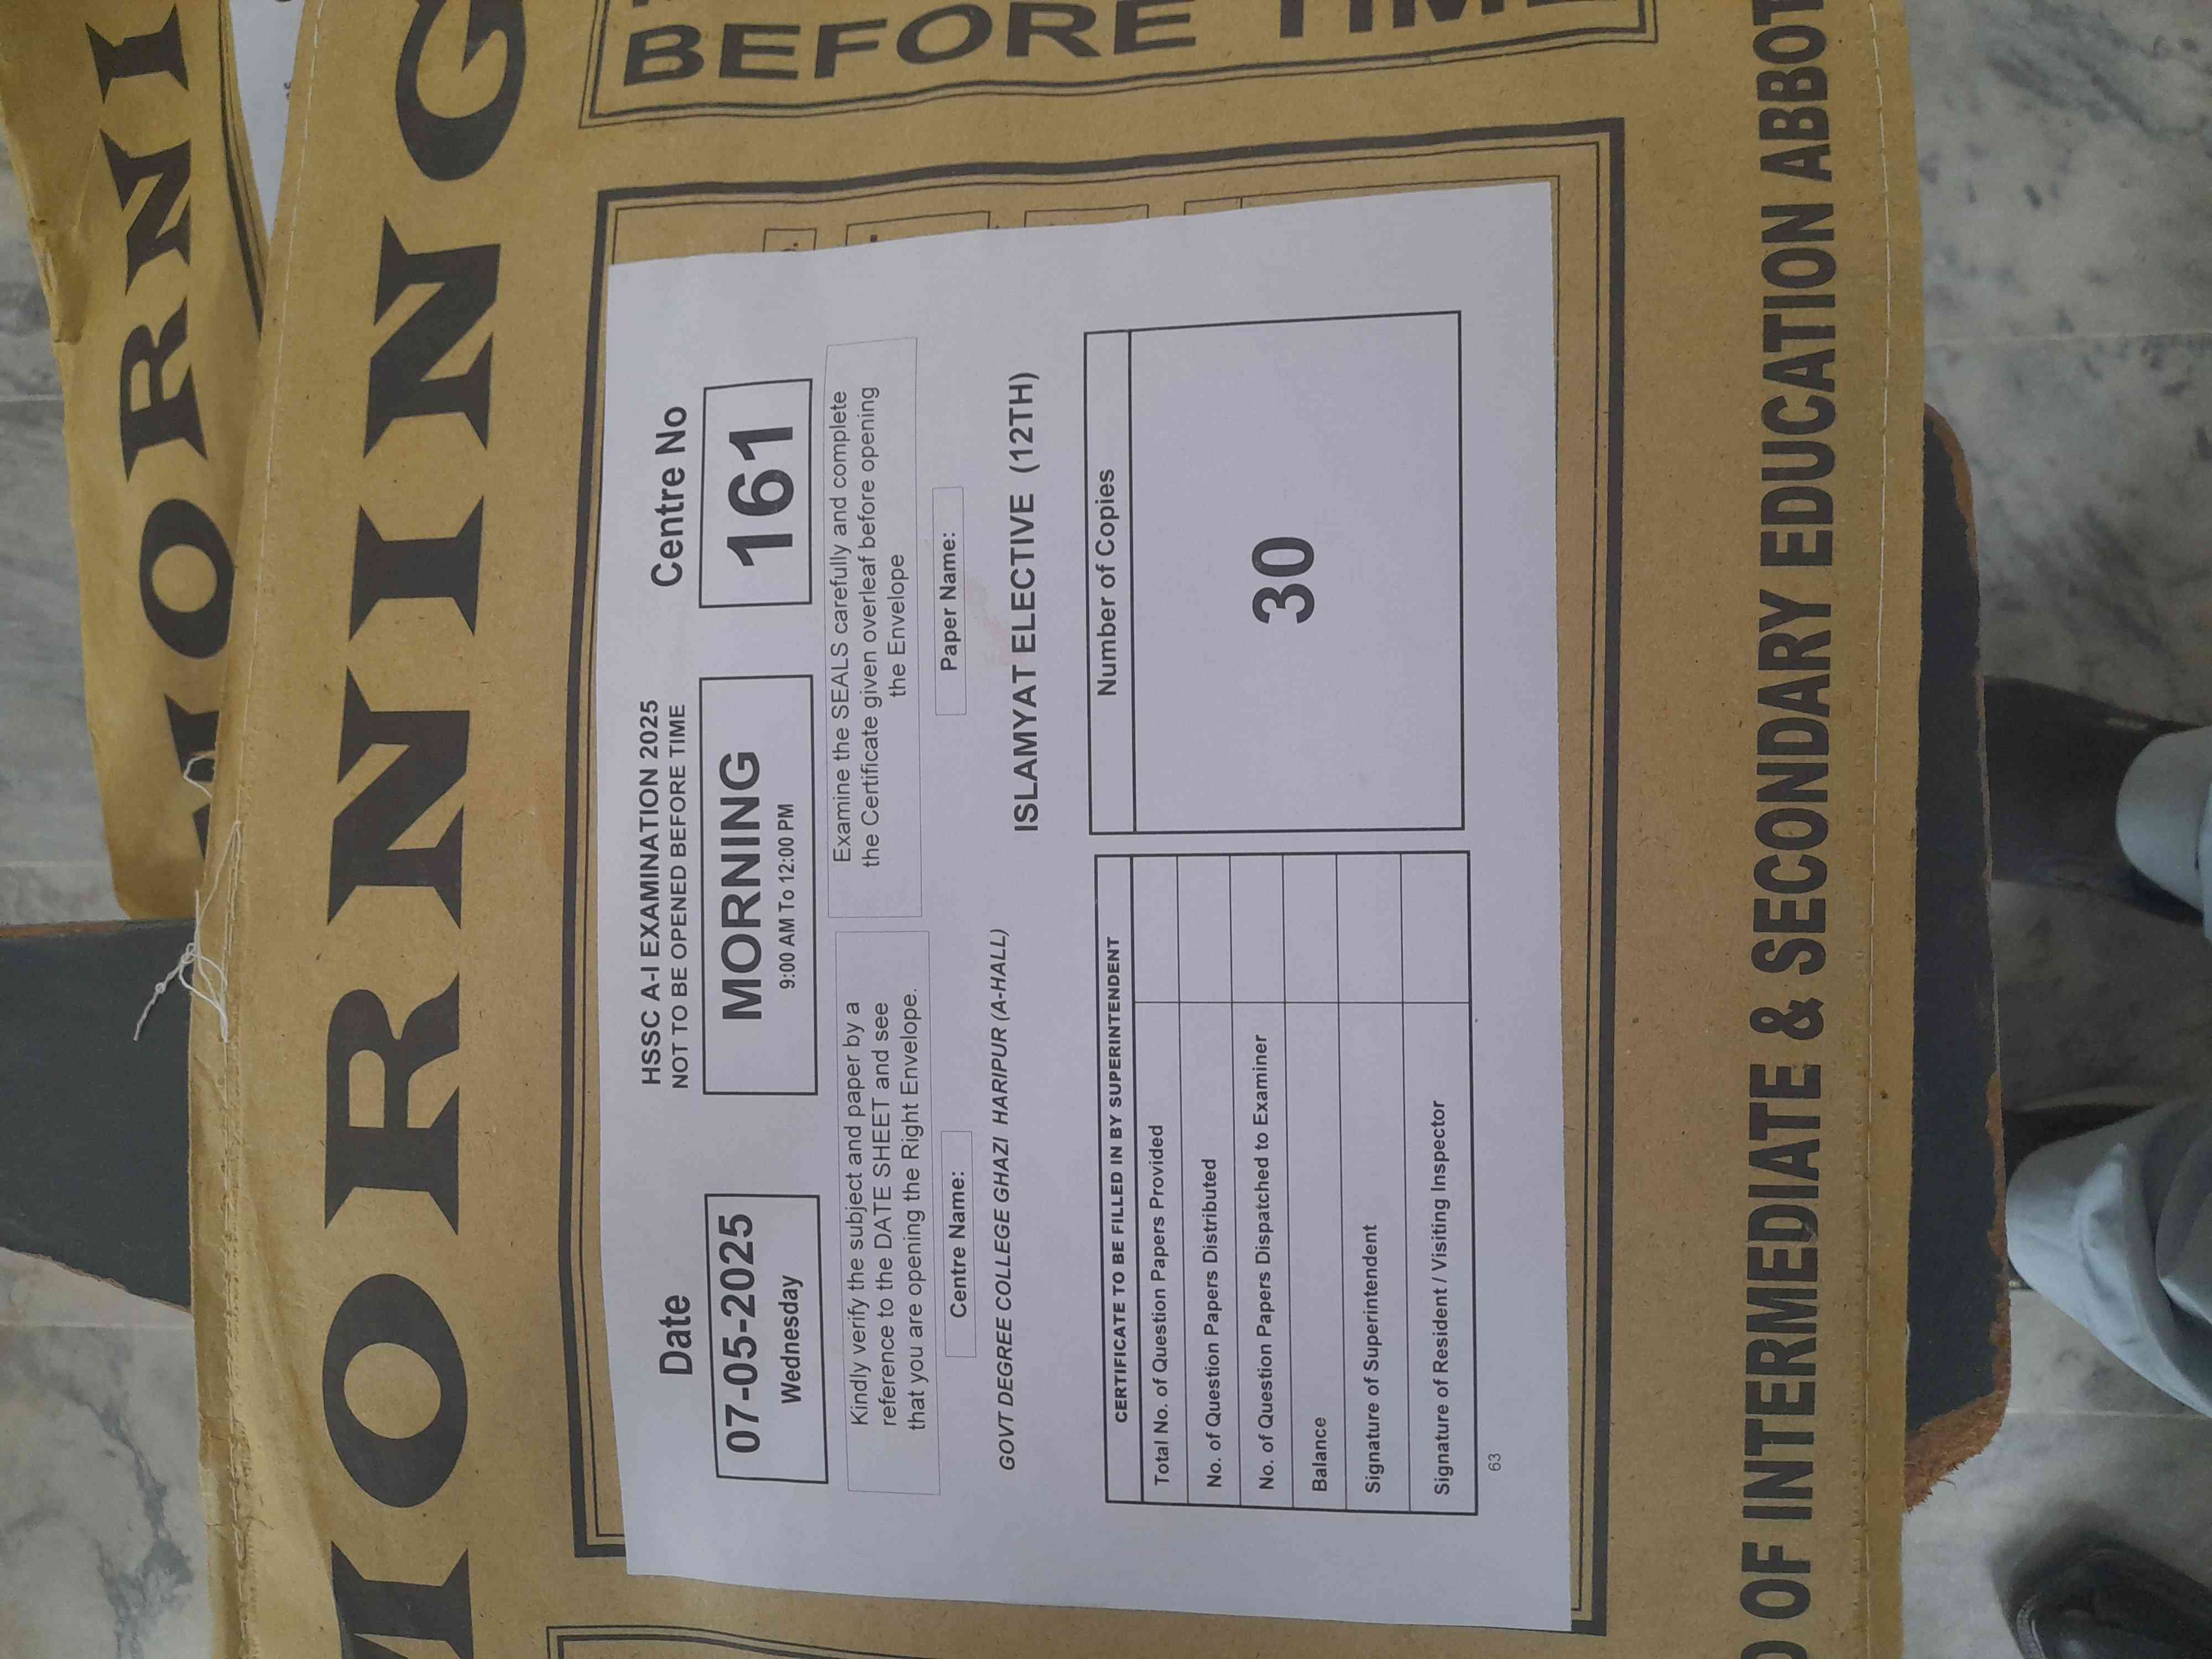 MORNING
BEFORE TIME
HSSC A-I EXAMINATION 2025
NOT TO BE OPENED BEFORE TIME
Date
07-05-2025
Wednesday
MORNING
9:00 AM To 12:00 PM
Centre No
161
Kindly verify the subject and paper by a
reference to the DATE SHEET and see
that you are opening the Right Envelope.
Examine the SEALS carefully and complete
the Certificate given overleaf before opening
the Envelope
Centre Name:
GOVT DEGREE COLLEGE GHAZI HARIPUR (A-HALL)
Paper Name:
ISLAMYAT ELECTIVE (12TH)
CERTIFICATE TO BE FILLED IN BY SUPERINTENDENT
Total No. of Question Papers Provided
No. of Question Papers Distributed
No. of Question Papers Dispatched to Examiner
Balance
Signature of Superintendent
Signature of Resident / Visiting Inspector
Number of Copies
30
63
OF INTERMEDIATE & SECONDARY EDUCATION ABBOT
MORNI